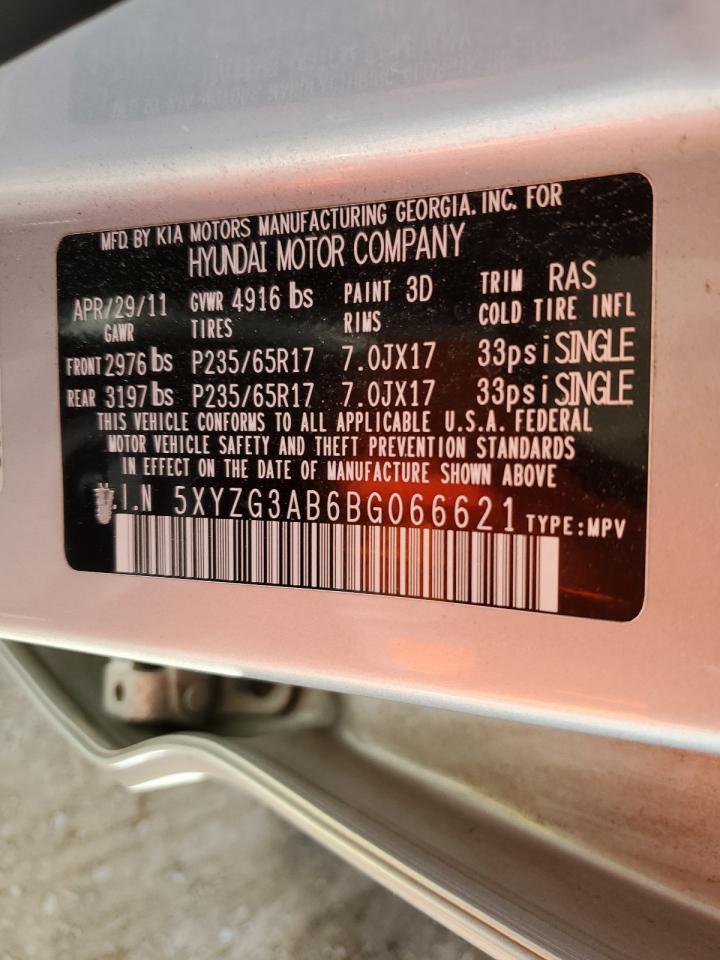 MFD BY KIA MOTORS MANUFACTURING GEORGIA. INC. FOR
HYUNDAI MOTOR COMPANY
APR/29/11 GVWR 4916 lbs PAINT 3D TRIM RAS
GAWR TIRES RIMS COLD TIRE INFL
FRONT 2976 lbs P235/65R17 7.0JX17 33psi SINGLE
REAR 3197 lbs P235/65R17 7.0JX17 33psi SINGLE
THIS VEHICLE CONFORMS TO ALL APPLICABLE U.S.A. FEDERAL
MOTOR VEHICLE SAFETY AND THEFT PREVENTION STANDARDS
IN EFFECT ON THE DATE OF MANUFACTURE SHOWN ABOVE
.I.N 5XYZG3AB6BG066621 TYPE:MPV